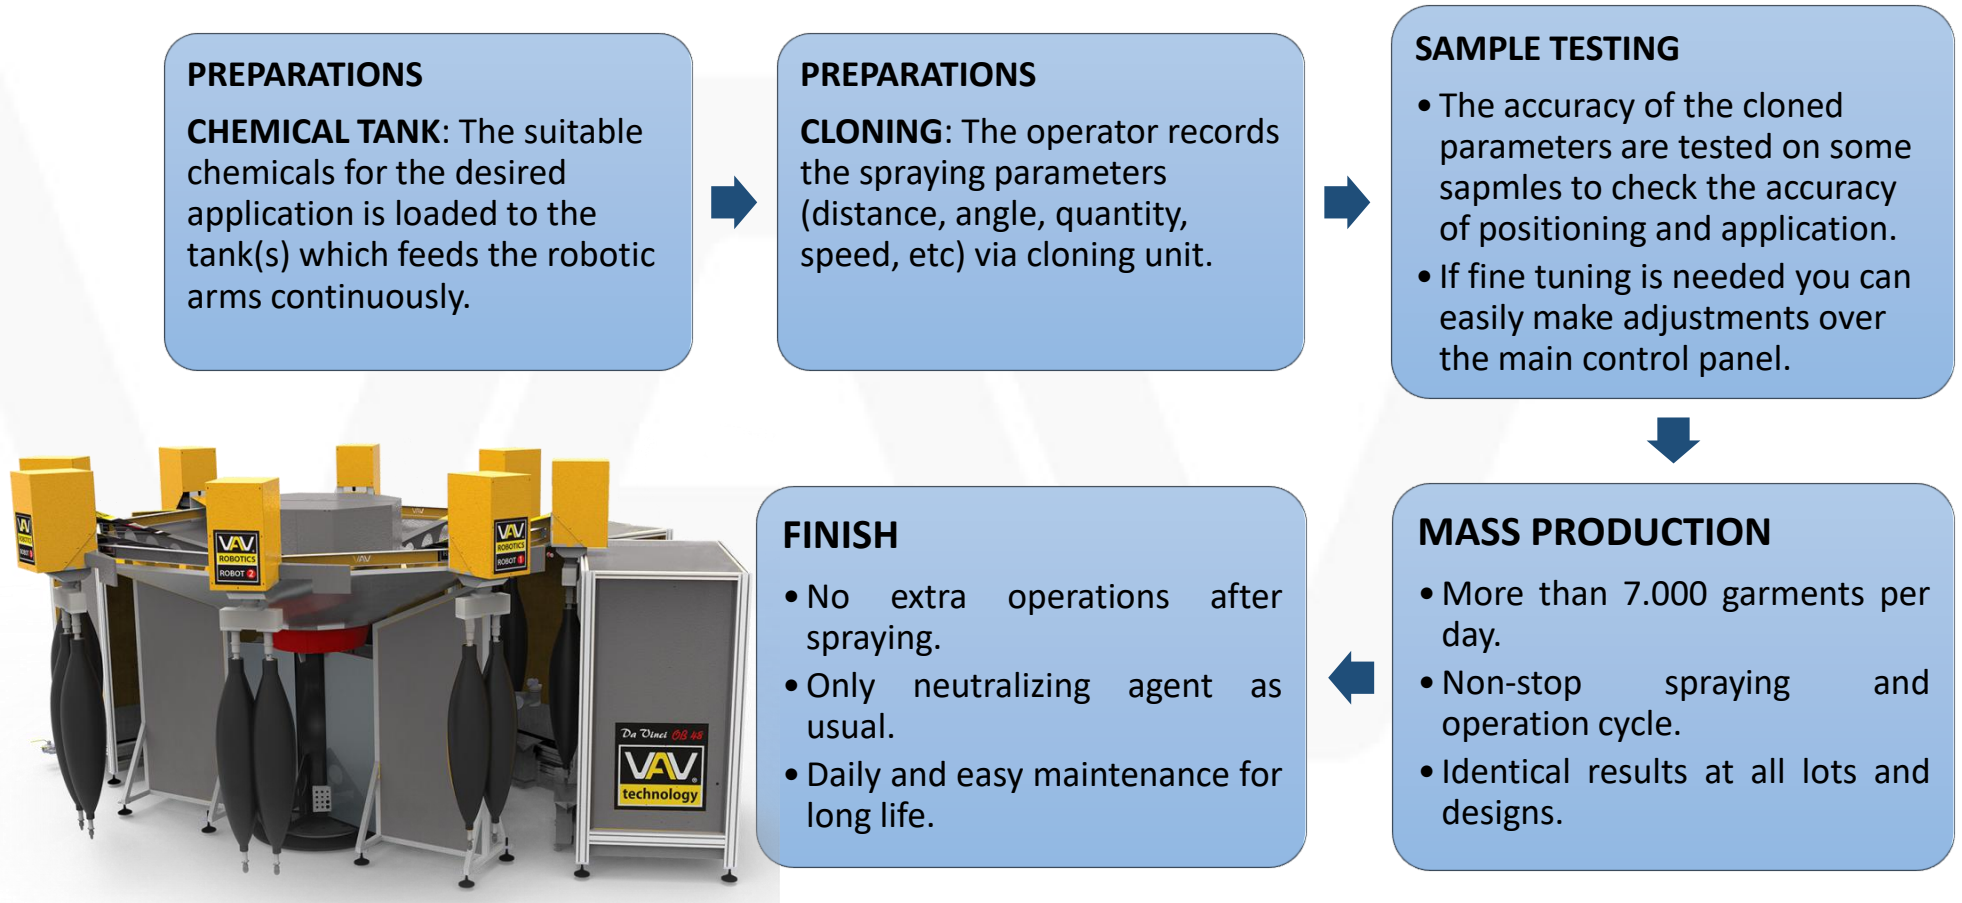 PREPARATIONS
CHEMICAL TANK: The suitable
chemicals for the desired
application is loaded to the
tank(s) which feeds the robotic
arms continuously.
PREPARATIONS
CLONING: The operator records
the spraying parameters
(distance, angle, quantity,
speed, etc) via cloning unit.
SAMPLE TESTING
• The accuracy of the cloned
parameters are tested on some
sapmles to check the accuracy
of positioning and application.
• If fine tuning is needed you can
easily make adjustments over
the main control panel.
MASS PRODUCTION
• More than 7.000 garments per
day.
• Non-stop spraying and
operation cycle.
• Identical results at all lots and
designs.
FINISH
• No extra operations after
spraying.
• Only neutralizing agent as
usual.
• Daily and easy maintenance for
long life.
VAV
ROBOTICS
ROBOT 2
VAV
ROBOTICS
ROBOT 1
VAV
ROBOTICS
VAV
VAV
Da Vinci OB 48
VAV
technology